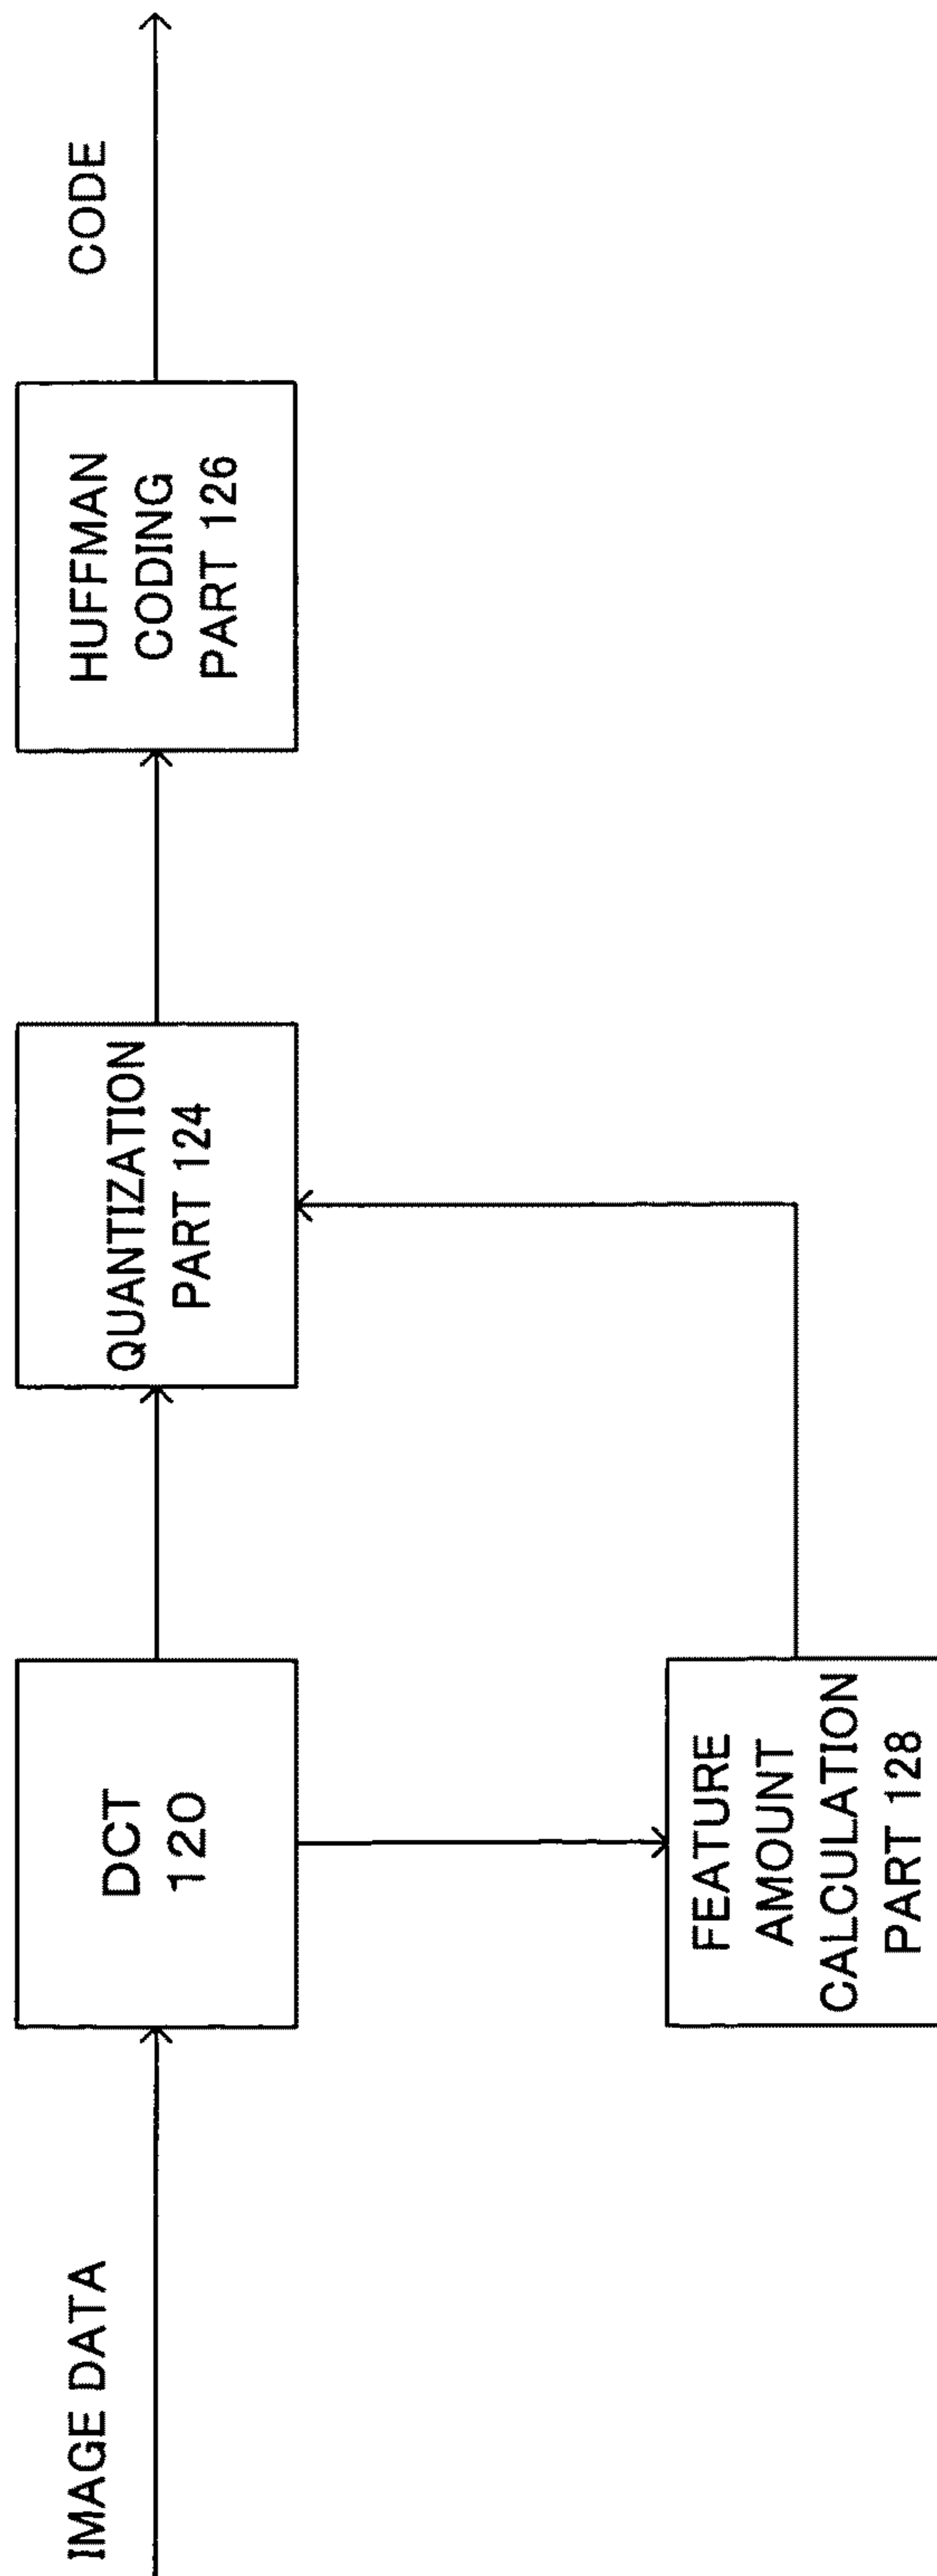 IMAGE DATA
DCT
120
QUANTIZATION
PART 124
HUFFMAN
CODING
PART 126
CODE
FEATURE
AMOUNT
CALCULATION
PART 128